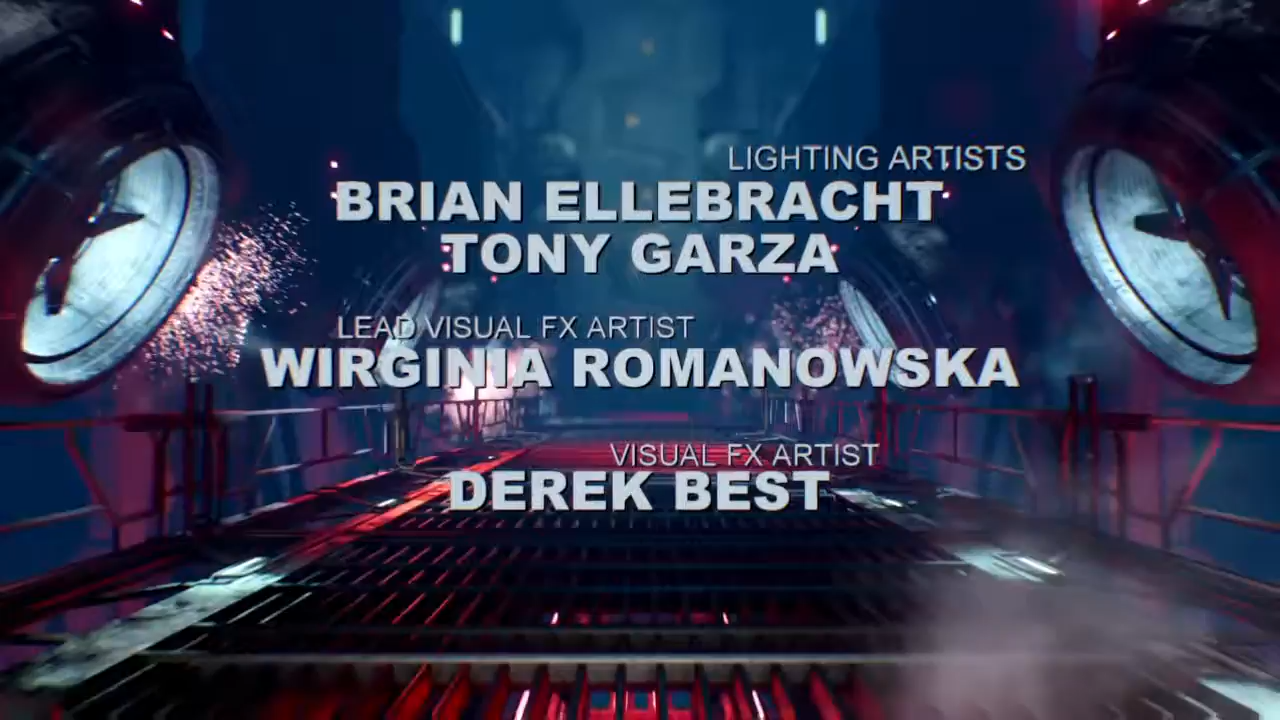 LIGHTING ARTISTS
BRIAN ELLEBRACHT
TONY GARZA
LEAD VISUAL FX ARTIST
WIRGINIA ROMANOWSKA
VISUAL FX ARTIST
DEREK BEST